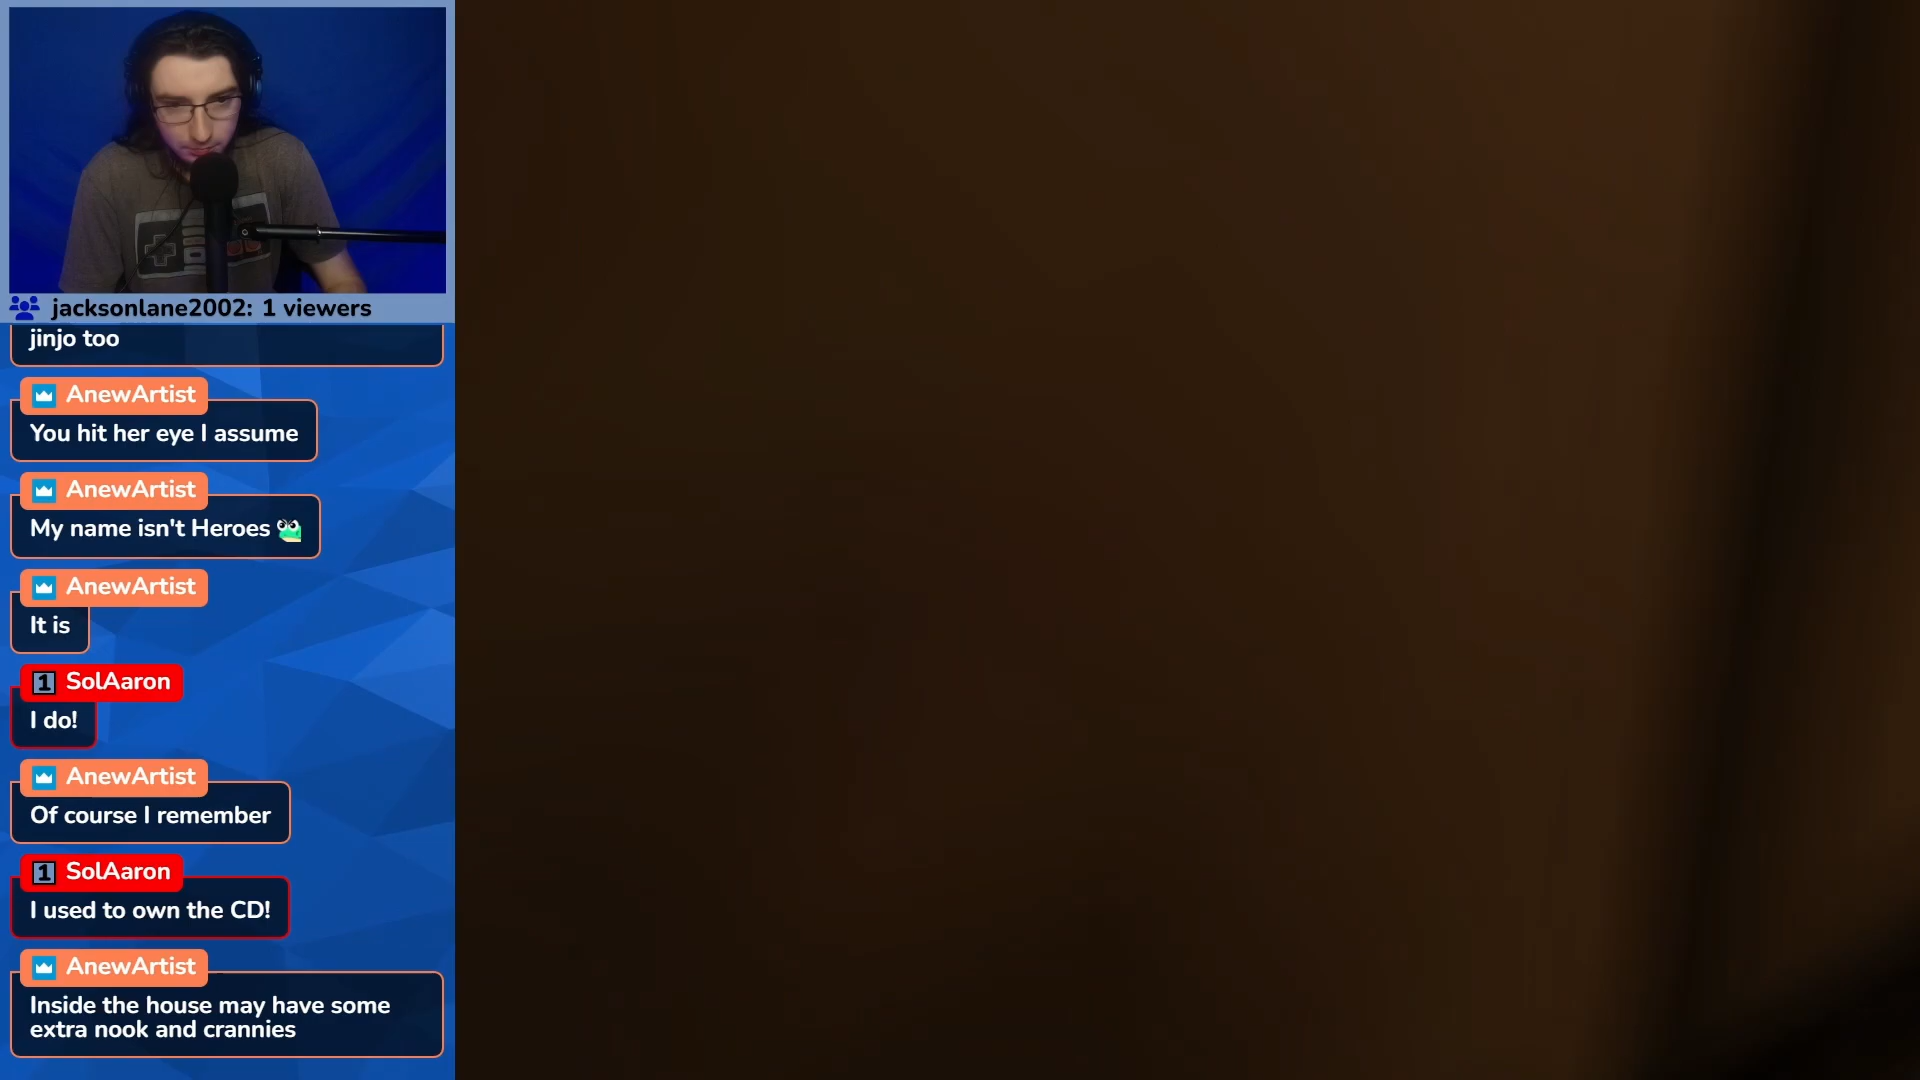 jacksonlane2002: 1 viewers
jinjo too
AnewArtist
You hit her eye I assume
AnewArtist
My name isn't Heroes
AnewArtist
It is
1 SolAaron
I do!
AnewArtist
Of course I remember
1 SolAaron
I used to own the CD!
AnewArtist
Inside the house may have some
extra nook and crannies